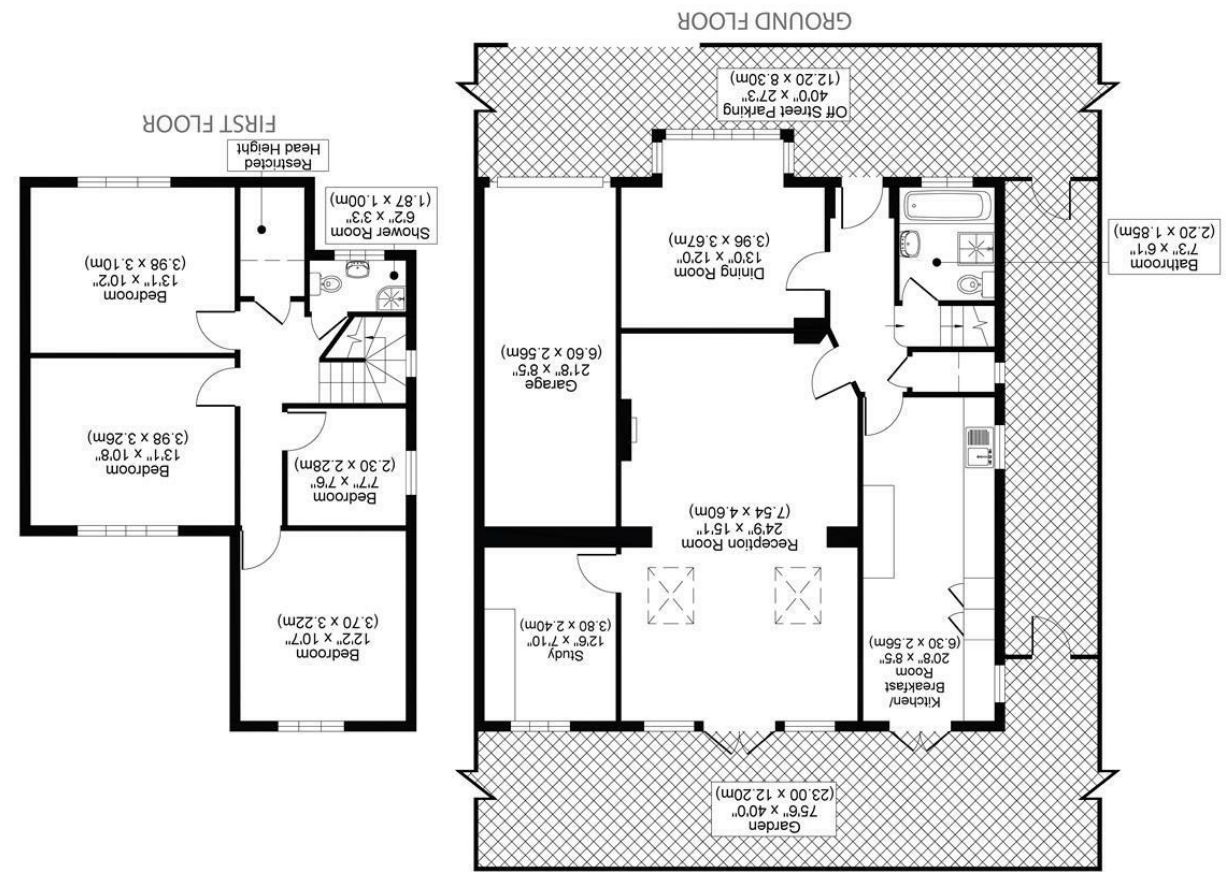 Garden
75'6" x 40'0"
(23.00 x 12.20m)
Kitchen/
Breakfast
Room
20'8" x 8'5"
(6.30 x 2.56m)
Study
12'6" x 7'10"
(3.80 x 2.40m)
Reception Room
24'9" x 15'1"
(7.54 x 4.60m)
Garage
21'8" x 8'5"
(6.60 x 2.56m)
Dining Room
13'0" x 12'0"
(3.96 x 3.67m)
Bathroom
7'3" x 6'1"
(2.20 x 1.85m)
Off Street Parking
40'0" x 27'3"
(12.20 x 8.30m)
GROUND FLOOR
Bedroom
12'2" x 10'7"
(3.70 x 3.22m)
Bedroom
7'7" x 7'6"
(2.30 x 2.28m)
Bedroom
13'1" x 10'8"
(3.98 x 3.26m)
Bedroom
13'1" x 10'2"
(3.98 x 3.10m)
Shower Room
6'2" x 3'3"
(1.87 x 1.00m)
Restricted
Head Height
FIRST FLOOR